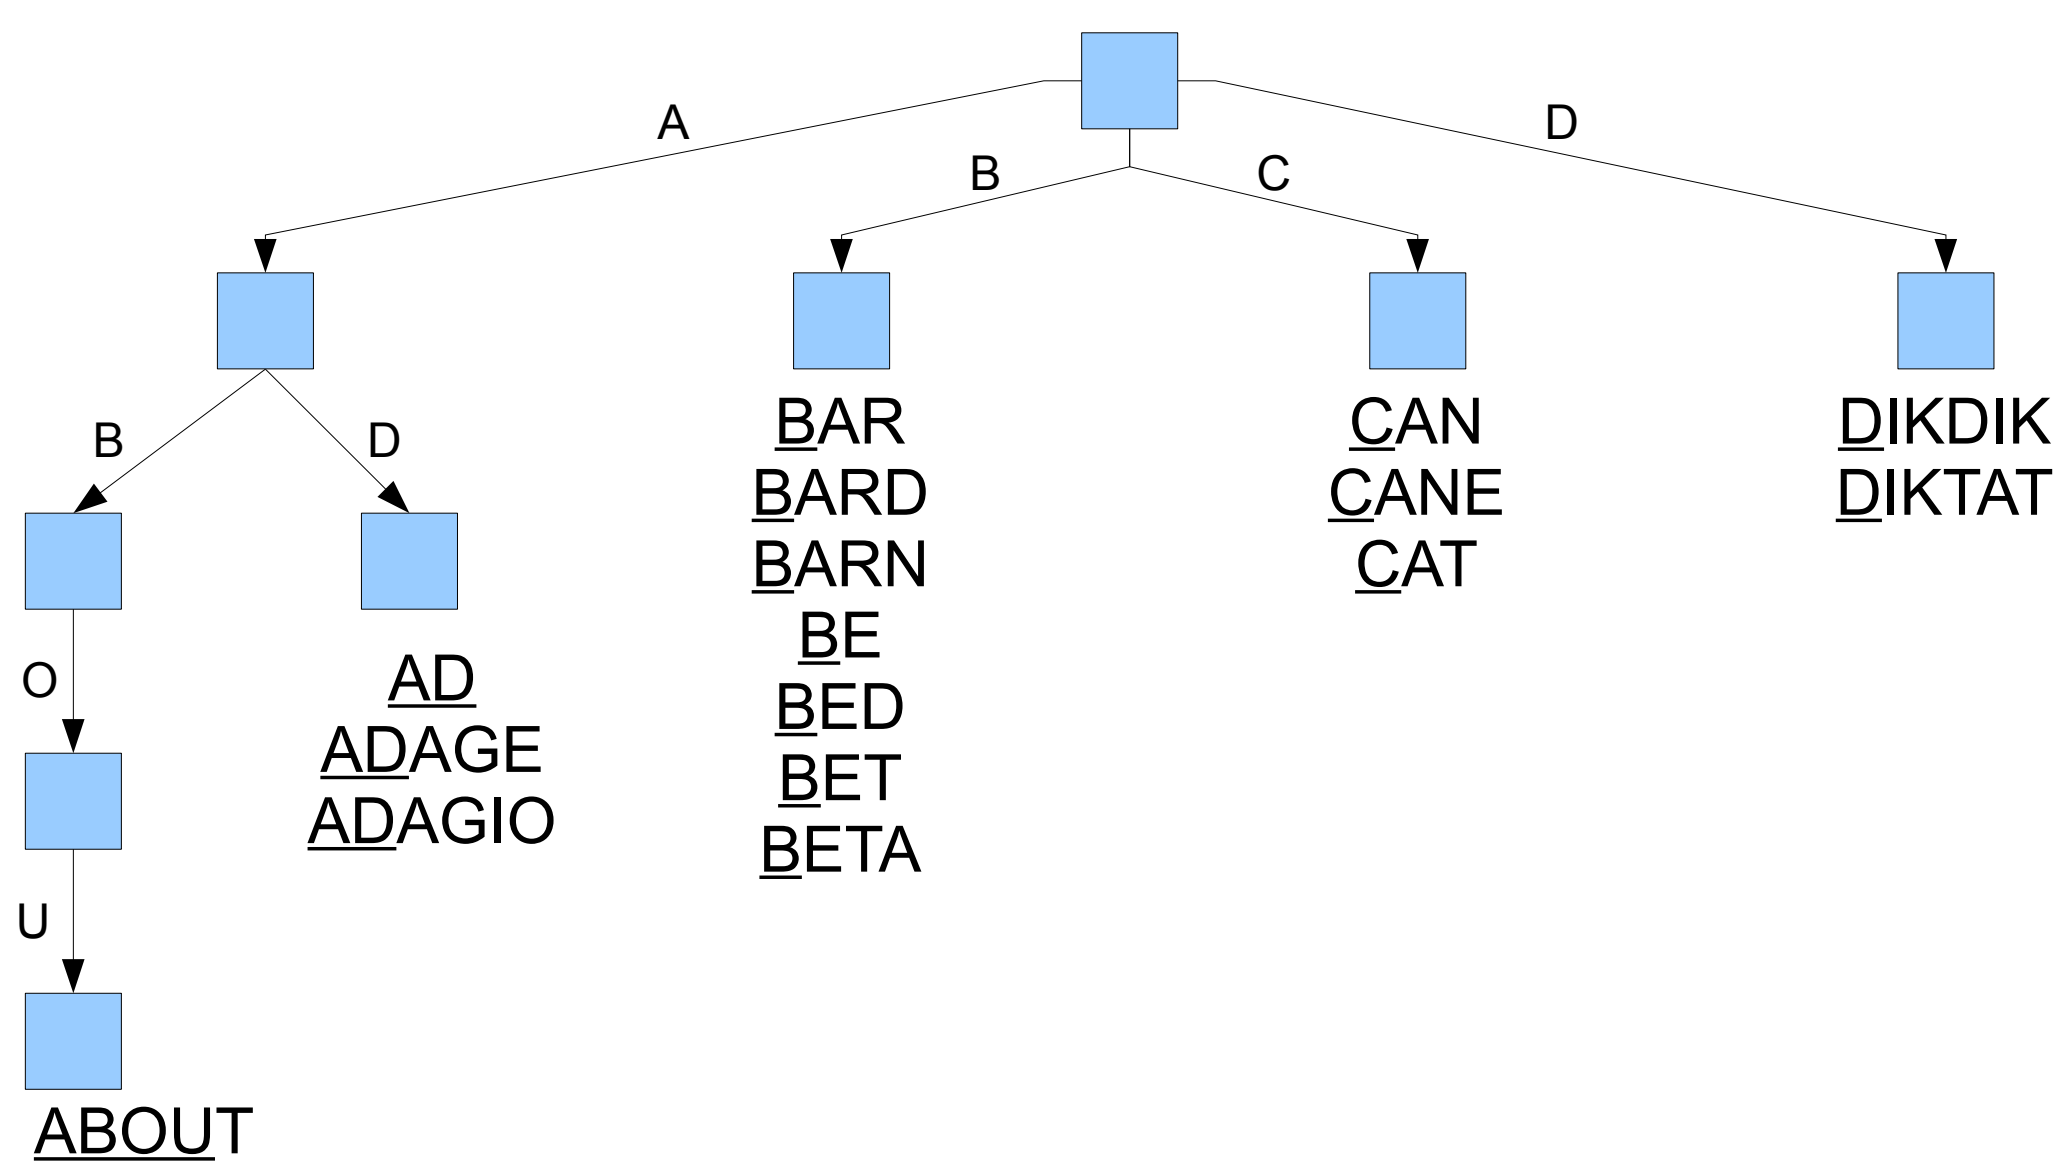 A
D
B
C
BAR
BARD
BARN
BE
BED
BET
BETA
CAN
CANE
CAT
DIKDIK
DIKTAT
B
D
O
U
AD
ADAGE
ADAGIO
ABOUT